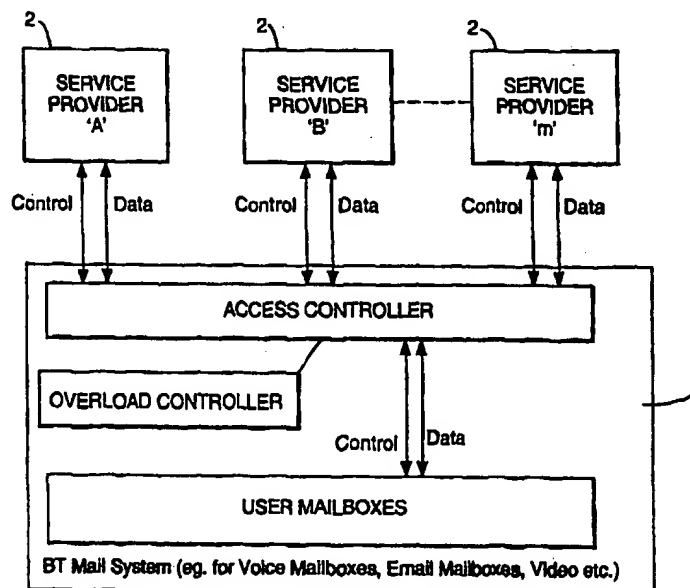 2
2
2
SERVICE
PROVIDER
'A'
SERVICE
PROVIDER
'B'
SERVICE
PROVIDER
'm'
Control
Data
Control
Data
Control
Data
ACCESS CONTROLLER
OVERLOAD CONTROLLER
Control
Data
USER MAILBOXES
BT Mail System (eg. for Voice Mailboxes, Email Mailboxes, Video etc.)